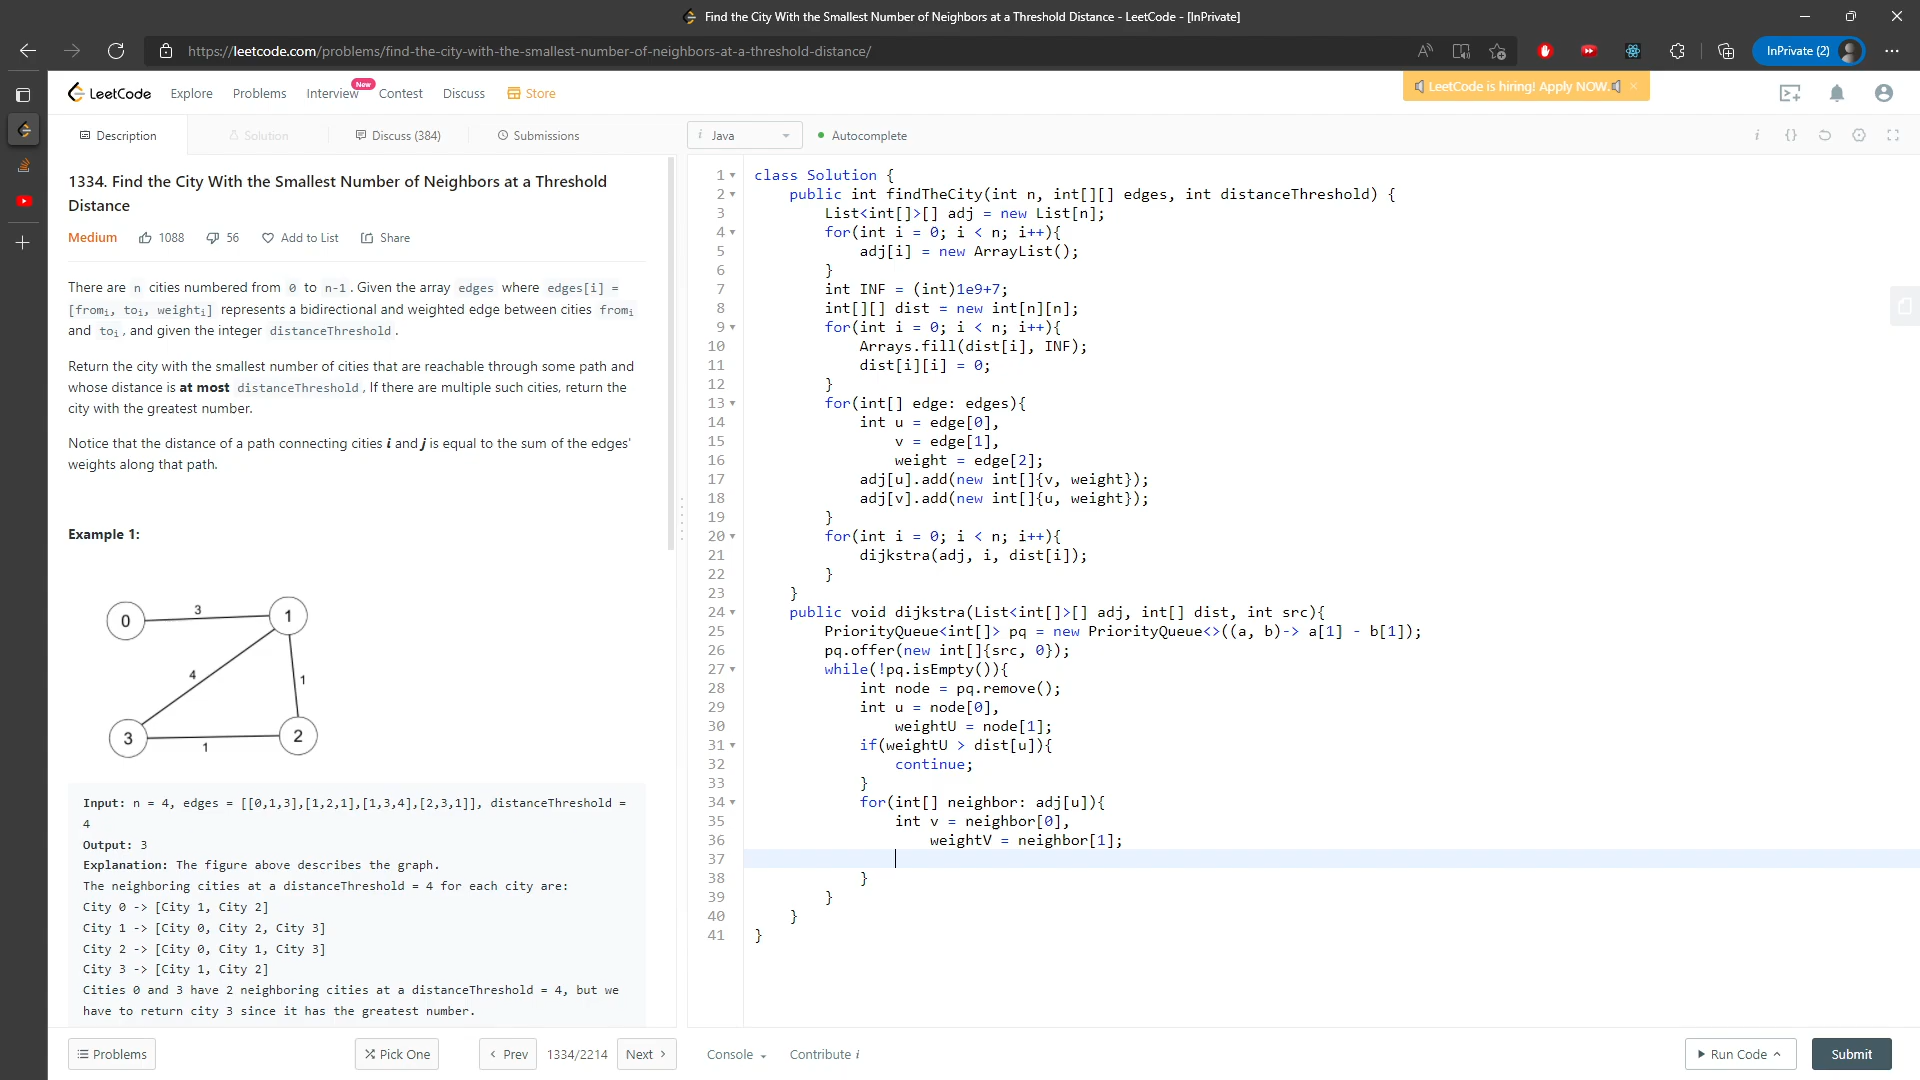 Find the City With the Smallest Number of Neighbors at a Threshold Distance - LeetCode - [InPrivate]
https://leetcode.com/problems/find-the-city-with-the-smallest-number-of-neighbors-at-a-threshold-distance/
InPrivate (2)
LeetCode
Explore
Problems
Interview
New
Contest
Discuss
Store
LeetCode is hiring! Apply NOW.
Description
Solution
Discuss (384)
Submissions
i Java
Autocomplete
1334. Find the City With the Smallest Number of Neighbors at a Threshold
Distance
Medium 1088 56 Add to List Share
There are n cities numbered from 0 to n-1. Given the array edges where edges[i] =
[fromi, toi, weighti] represents a bidirectional and weighted edge between cities fromi
and toi, and given the integer distanceThreshold.
Return the city with the smallest number of cities that are reachable through some path and
whose distance is at most distanceThreshold, If there are multiple such cities, return the
city with the greatest number.
Notice that the distance of a path connecting cities i and j is equal to the sum of the edges'
weights along that path.
Example 1:
0
3
1
4
1
3
1
2
Input: n = 4, edges = [[0,1,3],[1,2,1],[1,3,4],[2,3,1]], distanceThreshold =
4
Output: 3
Explanation: The figure above describes the graph.
The neighboring cities at a distanceThreshold = 4 for each city are:
City 0 -> [City 1, City 2]
City 1 -> [City 0, City 2, City 3]
City 2 -> [City 0, City 1, City 3]
City 3 -> [City 1, City 2]
Cities 0 and 3 have 2 neighboring cities at a distanceThreshold = 4, but we
have to return city 3 since it has the greatest number.
1 class Solution {
2 public int findTheCity(int n, int[][] edges, int distanceThreshold) {
3 List<int[]>[] adj = new List[n];
4 for(int i = 0; i < n; i++){
5 adj[i] = new ArrayList();
6 }
7 int INF = (int)1e9+7;
8 int[][] dist = new int[n][n];
9 for(int i = 0; i < n; i++){
10 Arrays.fill(dist[i], INF);
11 dist[i][i] = 0;
12 }
13 for(int[] edge: edges){
14 int u = edge[0],
15 v = edge[1],
16 weight = edge[2];
17 adj[u].add(new int[]{v, weight});
18 adj[v].add(new int[]{u, weight});
19 }
20 for(int i = 0; i < n; i++){
21 dijkstra(adj, i, dist[i]);
22 }
23 }
24 public void dijkstra(List<int[]>[] adj, int[] dist, int src){
25 PriorityQueue<int[]> pq = new PriorityQueue<>((a, b)-> a[1] - b[1]);
26 pq.offer(new int[]{src, 0});
27 while(!pq.isEmpty()){
28 int node = pq.remove();
29 int u = node[0],
30 weightU = node[1];
31 if(weightU > dist[u]){
32 continue;
33 }
34 for(int[] neighbor: adj[u]){
35 int v = neighbor[0],
36 weightV = neighbor[1];
37
38 }
39 }
40 }
41 }
Problems
Pick One
Prev
1334/2214
Next
Console
Contribute i
Run Code
Submit